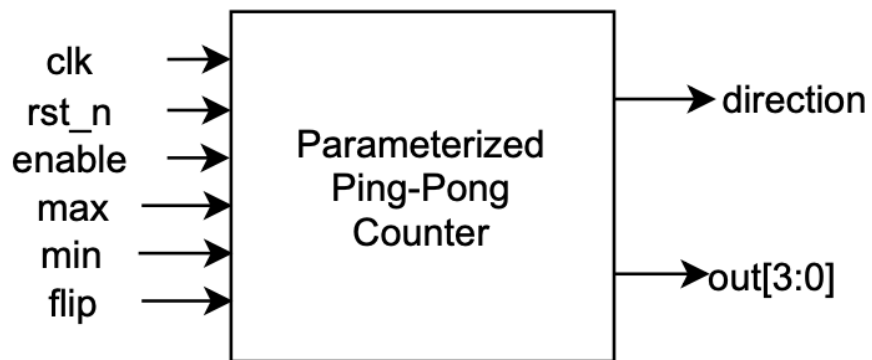 clk
rst_n
enable
max
min
flip
Parameterized
Ping-Pong
Counter
direction
out[3:0]